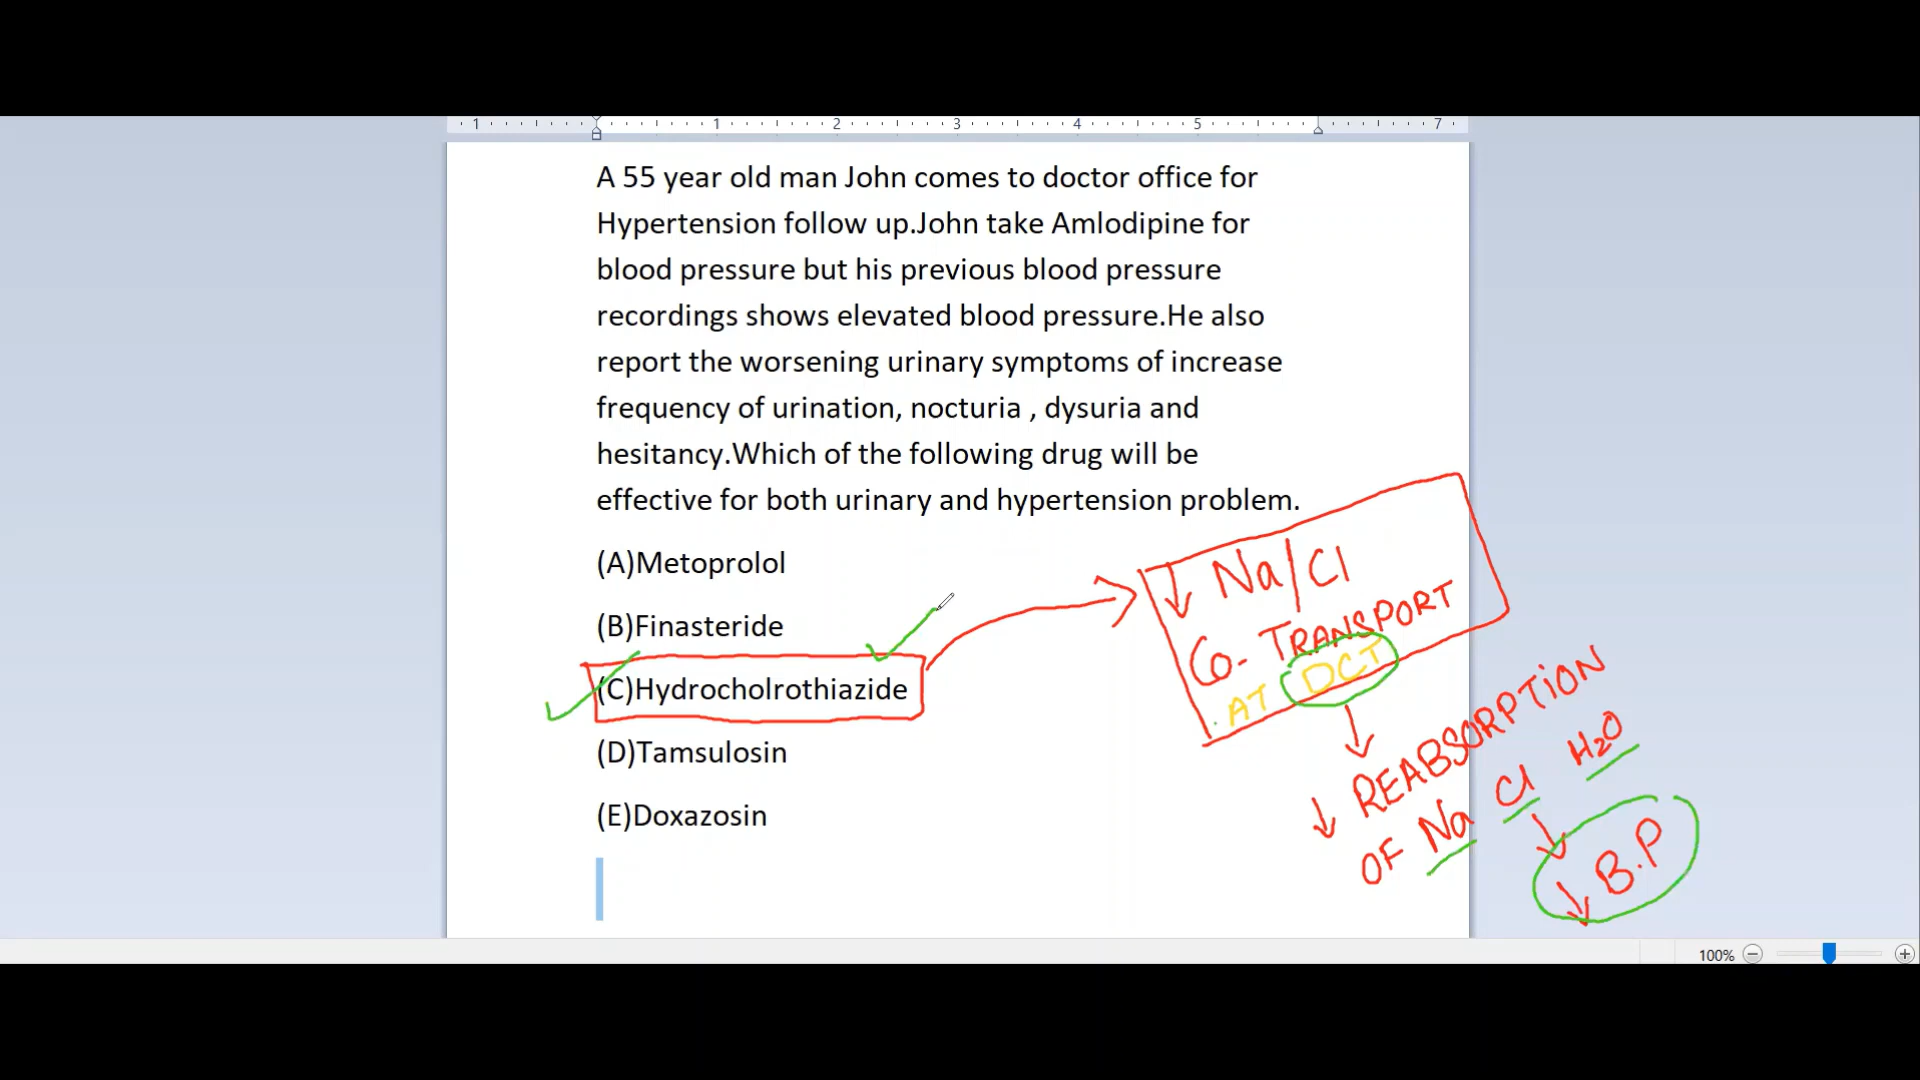 1 1 2 3 4 5 7
A 55 year old man John comes to doctor office for
Hypertension follow up.John take Amlodipine for
blood pressure but his previous blood pressure
recordings shows elevated blood pressure.He also
report the worsening urinary symptoms of increase
frequency of urination, nocturia , dysuria and
hesitancy.Which of the following drug will be
effective for both urinary and hypertension problem.
(A)Metoprolol
(B)Finasteride
(C)Hydrocholrothiazide
(D)Tamsulosin
(E)Doxazosin
↓ Na/Cl
Co-TRANSPORT
AT DCT
↓ REABSORPTION
OF Na Cl H2O
↓ B.P
100%